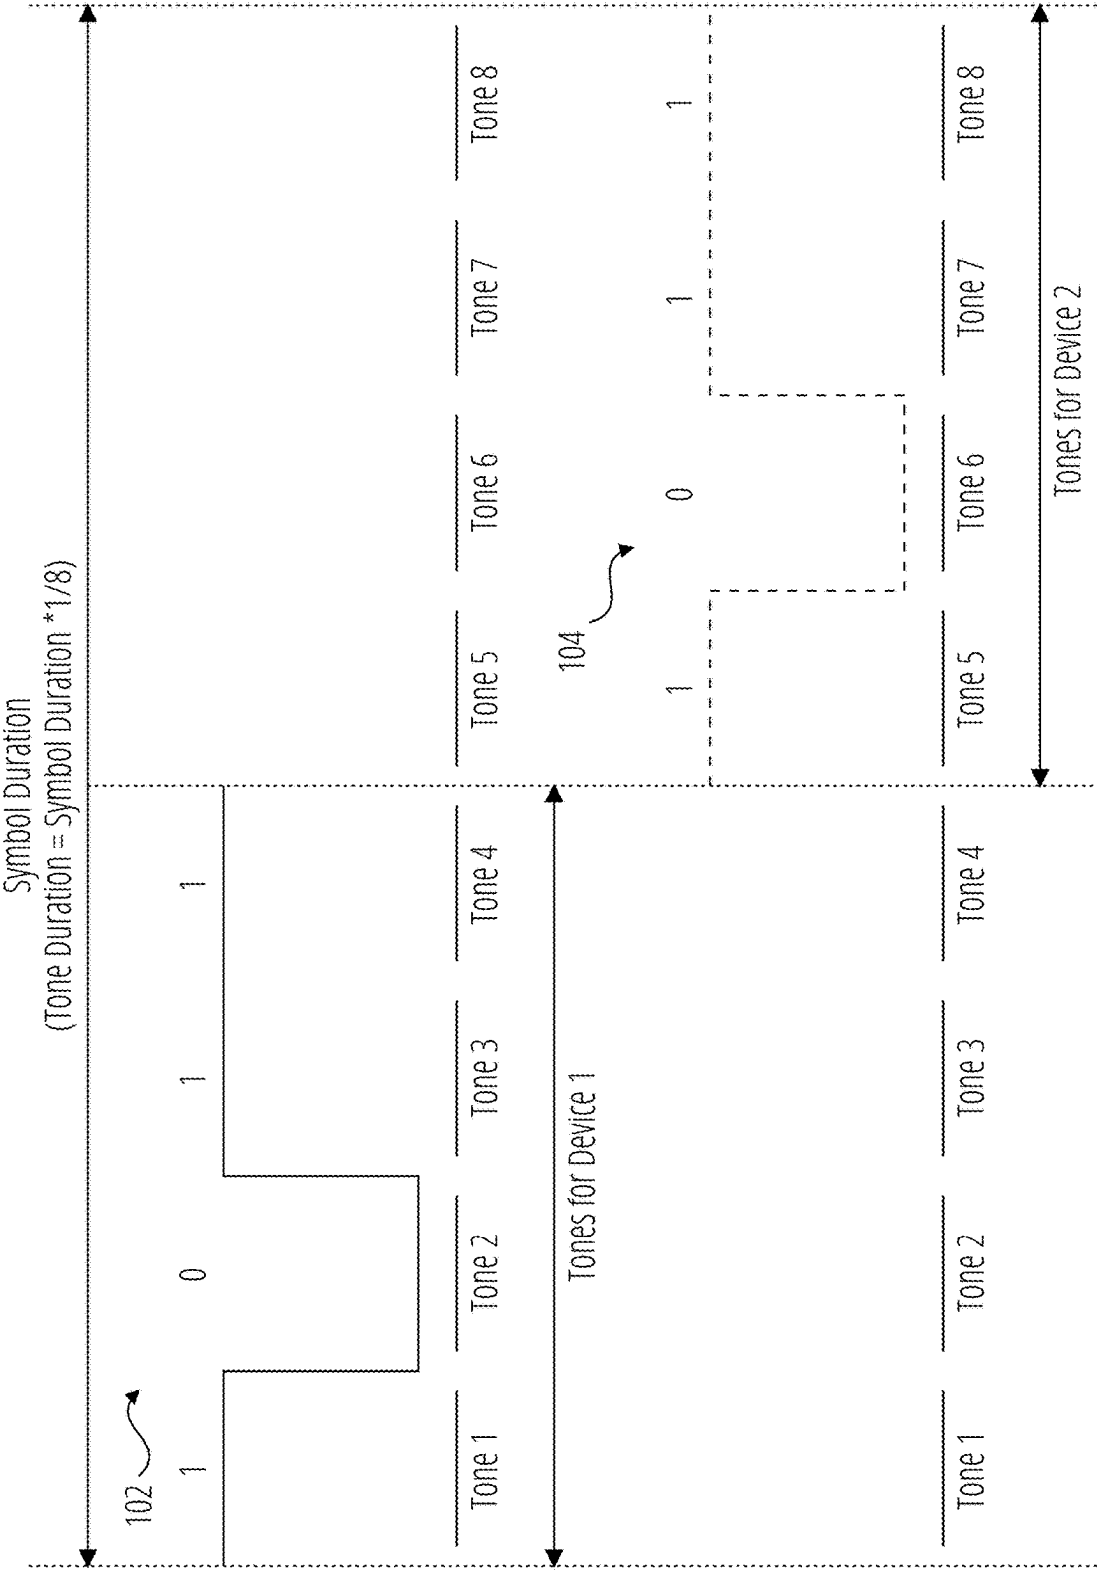 Symbol Duration
(Tone Duration = Symbol Duration *1/8)
102
1 0 1 1
Tone 1 Tone 2 Tone 3 Tone 4 Tone 5 Tone 6 Tone 7 Tone 8
Tones for Device 1
104
1 0 1 1
Tone 1 Tone 2 Tone 3 Tone 4 Tone 5 Tone 6 Tone 7 Tone 8
Tones for Device 2